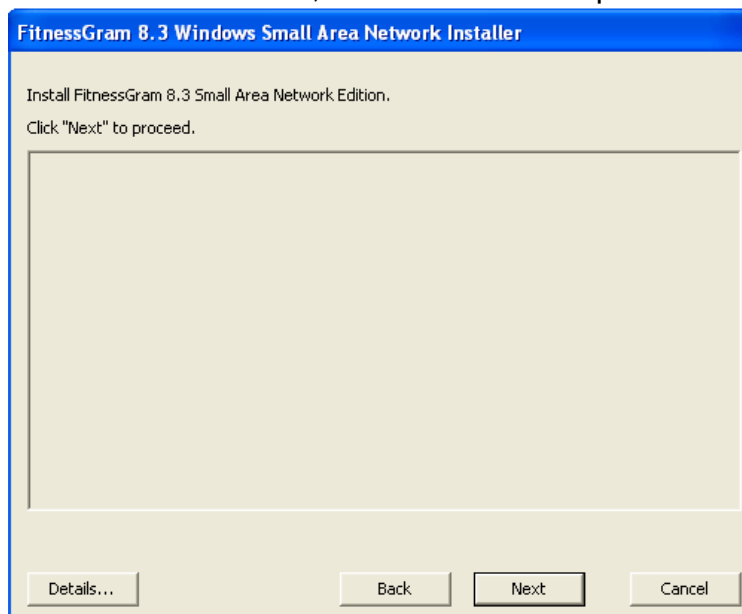 FitnessGram 8.3 Windows Small Area Network Installer
Install FitnessGram 8.3 Small Area Network Edition.
Click "Next" to proceed.
Details... Back Next Cancel